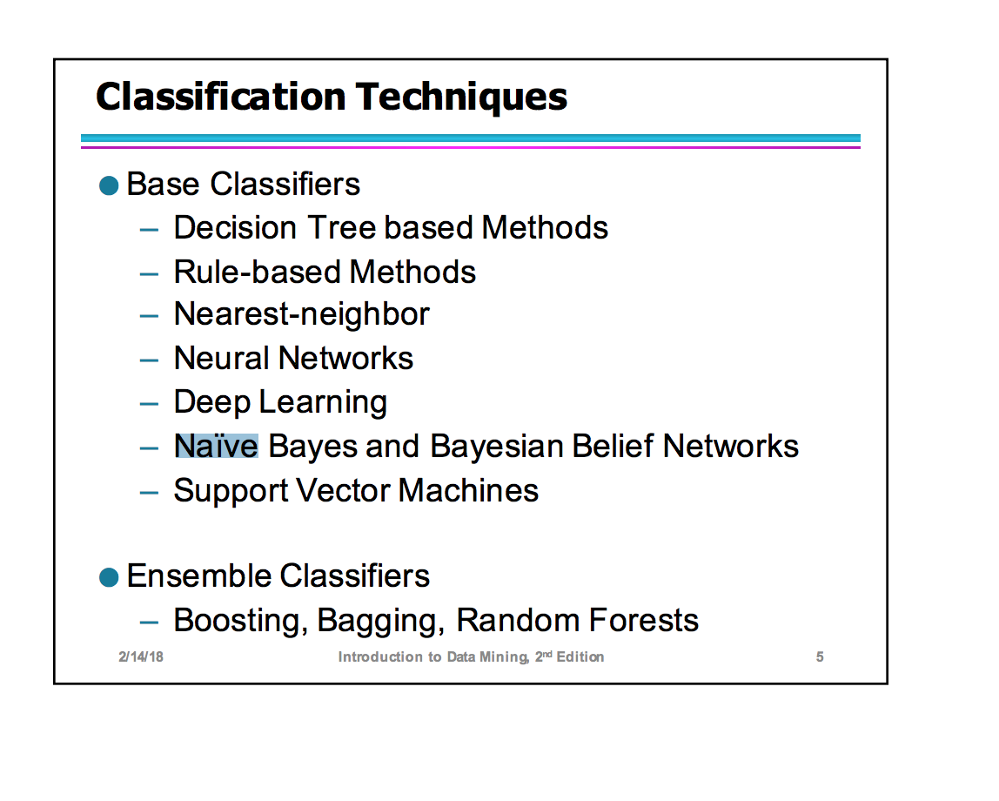 Classification Techniques
Base Classifiers
– Decision Tree based Methods
– Rule-based Methods
– Nearest-neighbor
– Neural Networks
– Deep Learning
– Naïve Bayes and Bayesian Belief Networks
– Support Vector Machines
Ensemble Classifiers
– Boosting, Bagging, Random Forests
2/14/18 Introduction to Data Mining, 2nd Edition 5